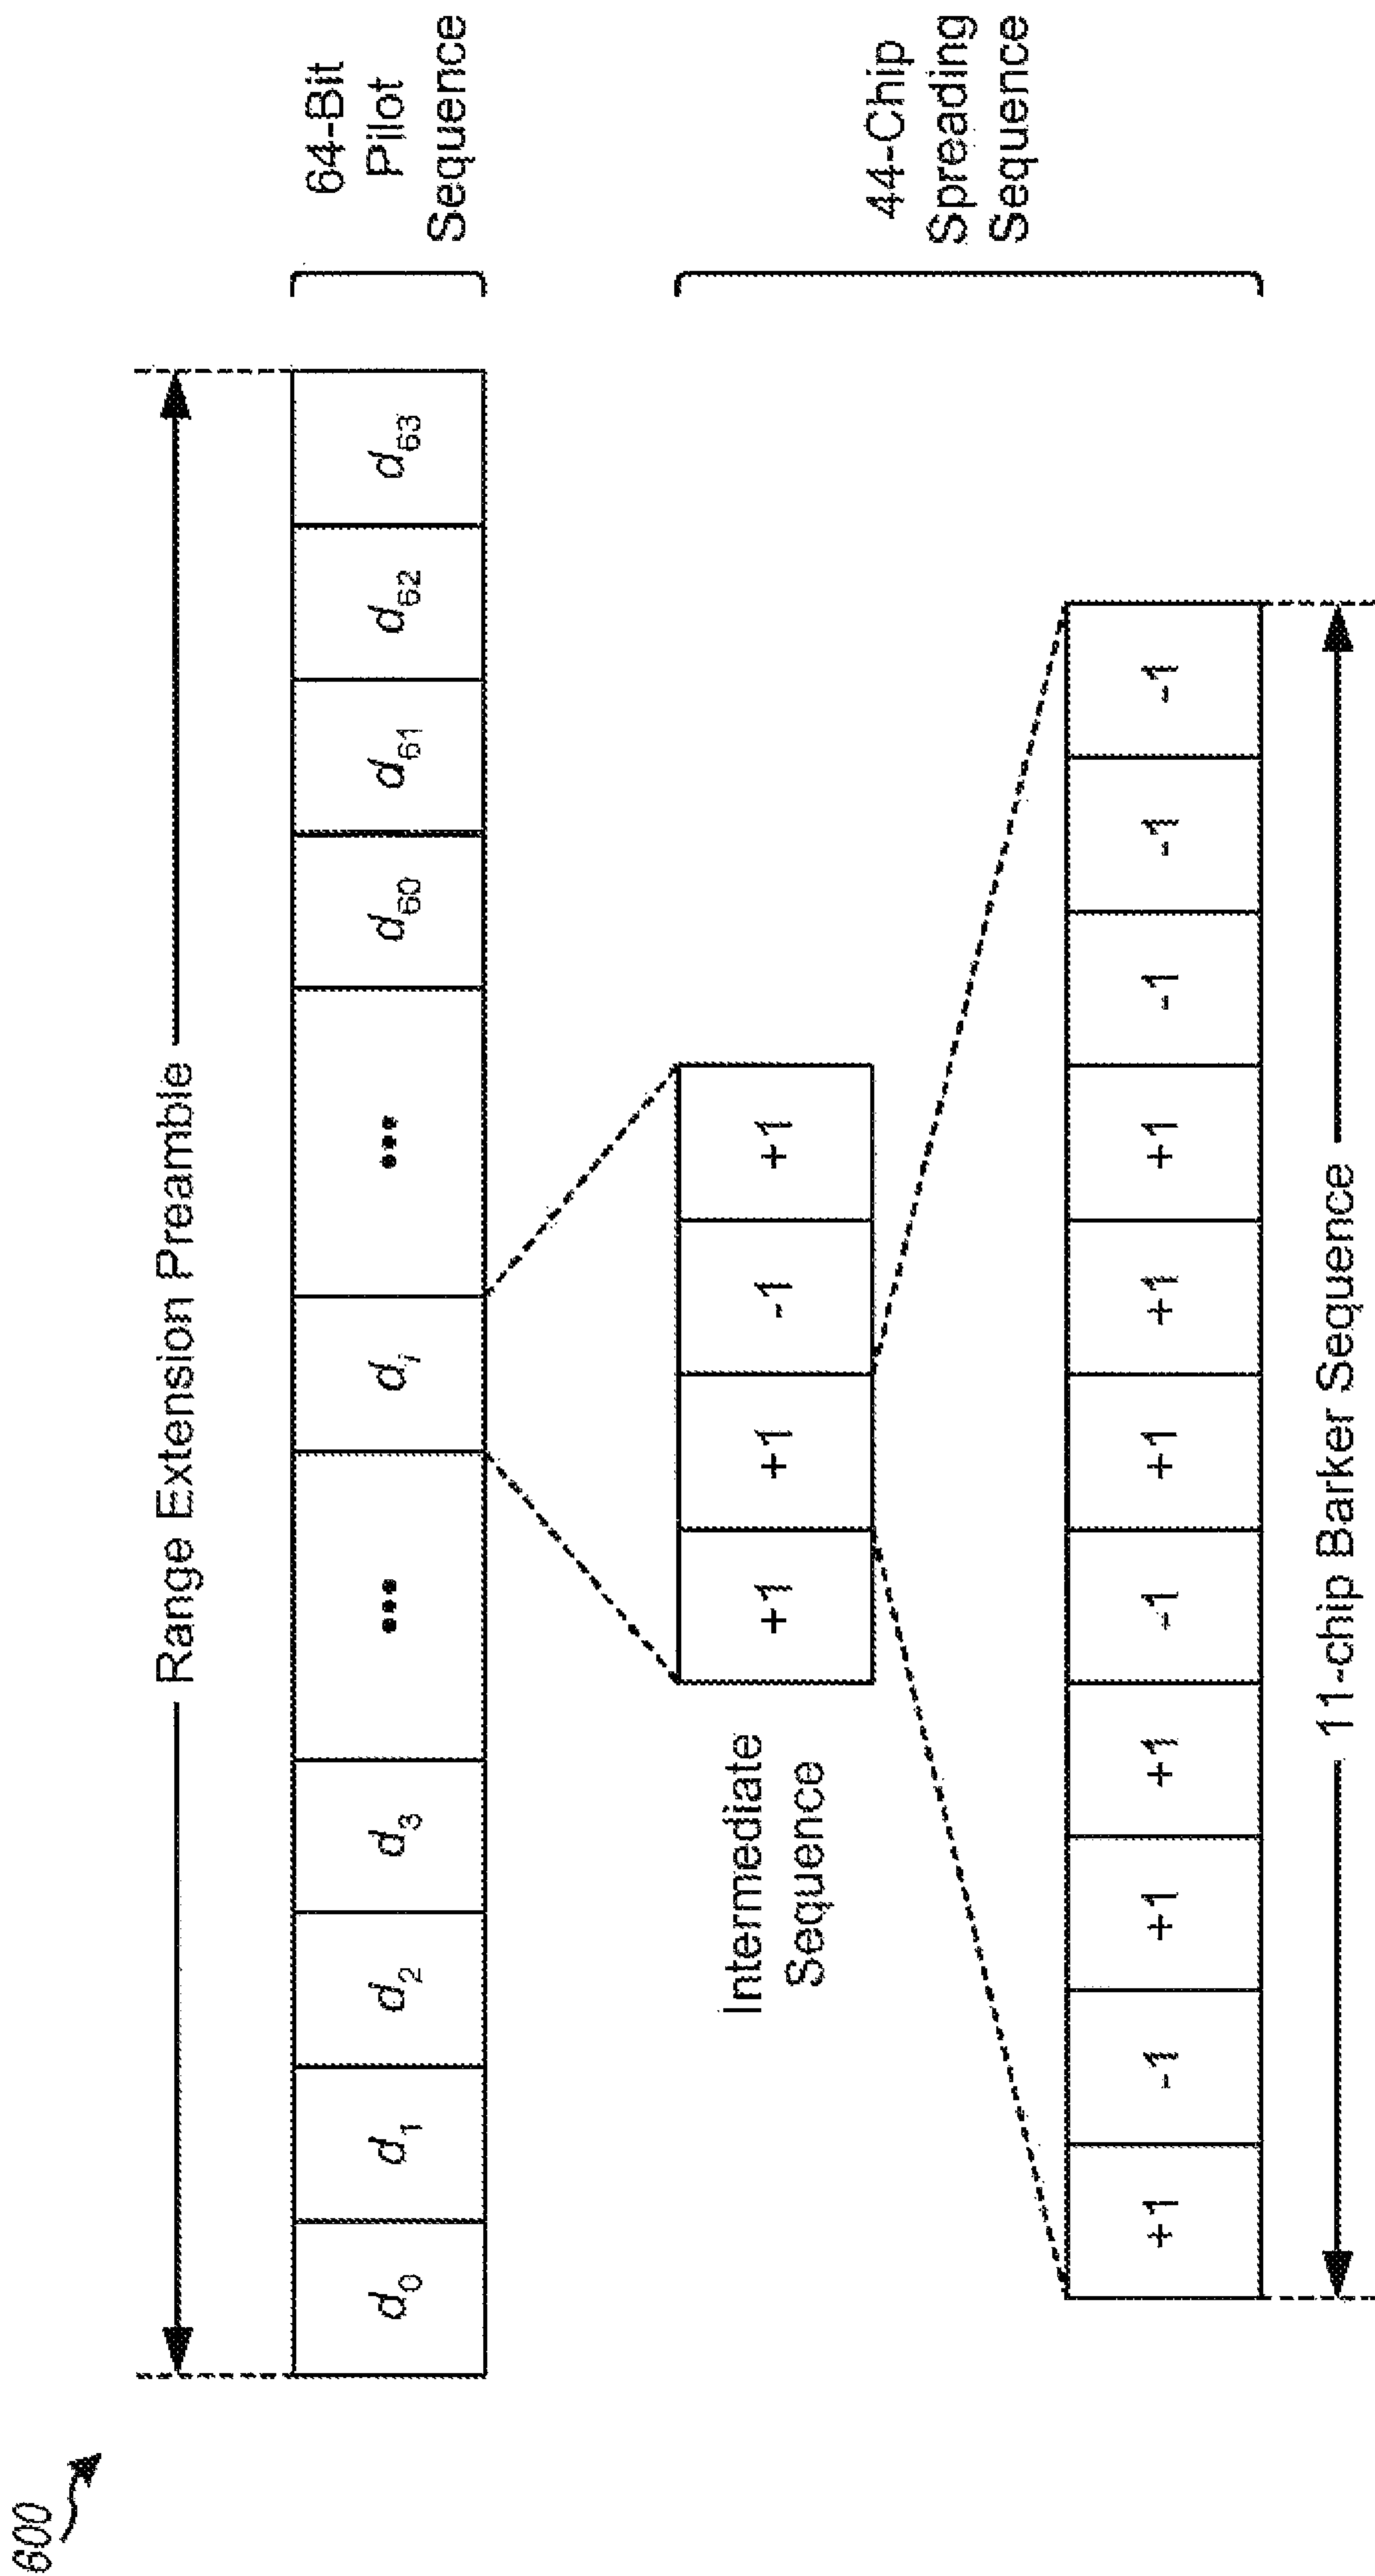 600
Range Extension Preamble
d0 d1 d2 d3 ••• di ••• d60 d61 d62 d63
64-Bit
Pilot
Sequence
Intermediate
Sequence
+1 +1 -1 +1
44-Chip
Spreading
Sequence
+1 -1 +1 +1 -1 +1 +1 +1 -1 -1 -1
11-chip Barker Sequence